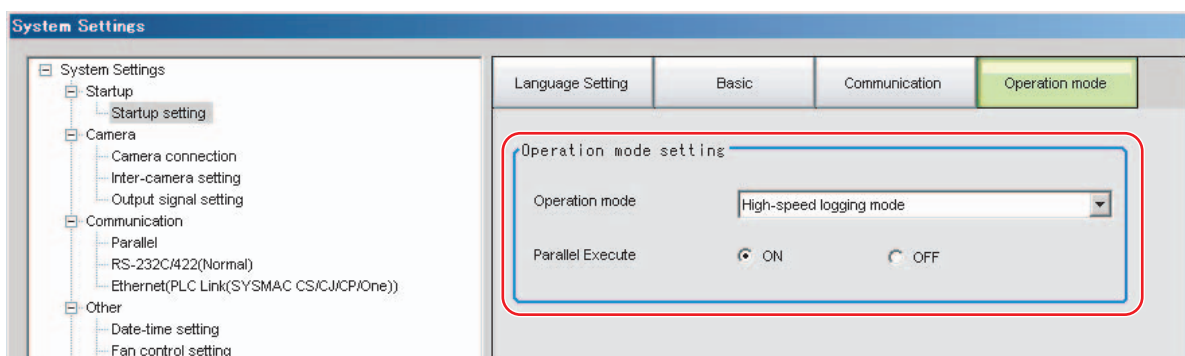 System Settings
System Settings
Startup
Startup setting
Camera
Camera connection
Inter-camera setting
Output signal setting
Communication
Parallel
RS-232C/422(Normal)
Ethernet(PLC Link(SYSMAC CS/CJ/CP/One))
Other
Date-time setting
Fan control setting
Language Setting
Basic
Communication
Operation mode
Operation mode setting
Operation mode
High-speed logging mode
Parallel Execute
ON
OFF